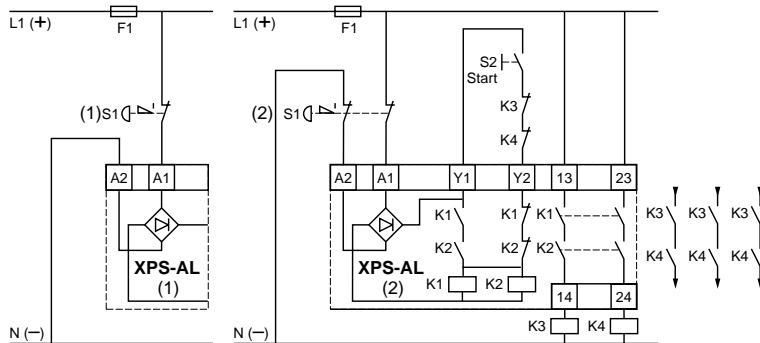 L1 (+)
F1
L1 (+)
F1
S2
Start
(1) S1
(2)
S1
K3
K4
A2
A1
A2
A1
Y1
Y2
13
23
K1
K1
K1
K3
K3
K3
K2
K2
K2
K4
K4
K4
XPS-AL
(1)
XPS-AL
(2)
K1
K2
14
24
N (–)
N (–)
K3
K4